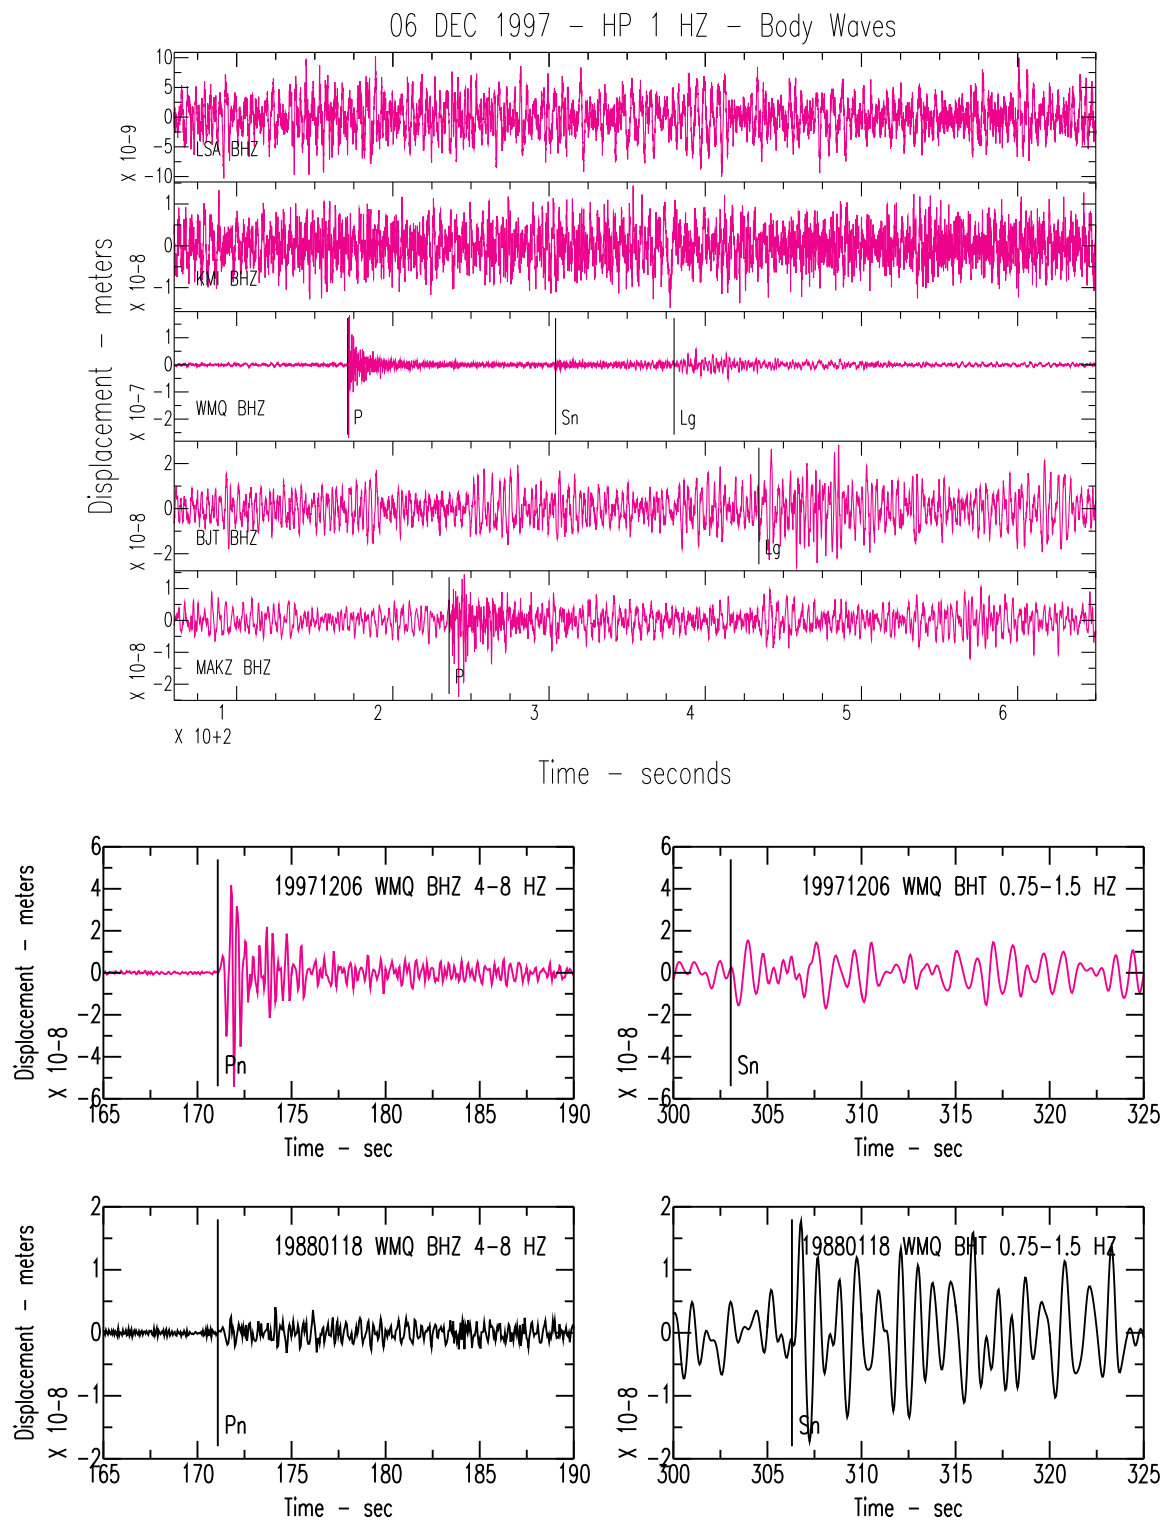 06 DEC 1997 - HP 1 HZ - Body Waves
Displacement - meters
10
5
0
-5
-10
X 10-9
LSA BHZ
1
0
-1
X 10-8
KMI BHZ
1
0
-1
-2
X 10-7
WMQ BHZ
P
Sn
Lg
2
0
-2
X 10-8
BJT BHZ
Lg
1
0
-1
-2
X 10-8
MAKZ BHZ
P
1 2 3 4 5 6
X 10+2
Time - seconds
Displacement - meters
X 10-8
6
4
2
0
-2
-4
-6
19971206 WMQ BHZ 4-8 HZ
Pn
165 170 175 180 185 190
Time - sec
X 10-8
6
4
2
0
-2
-4
-6
19971206 WMQ BHT 0.75-1.5 HZ
Sn
300 305 310 315 320 325
Time - sec
Displacement - meters
X 10-8
2
1
0
-1
-2
19880118 WMQ BHZ 4-8 HZ
Pn
165 170 175 180 185 190
Time - sec
X 10-8
2
1
0
-1
-2
19880118 WMQ BHT 0.75-1.5 HZ
Sn
300 305 310 315 320 325
Time - sec